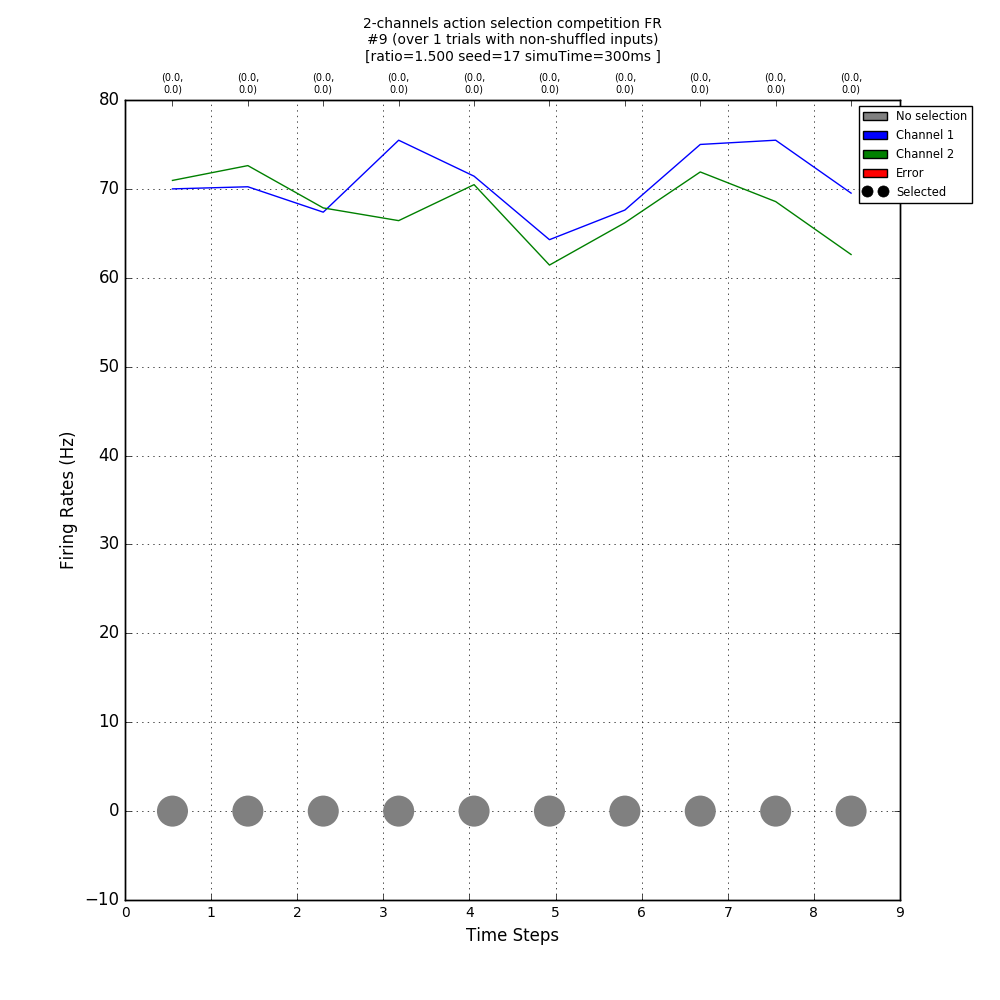 2-channels action selection competition FR
#9 (over 1 trials with non-shuffled inputs)
[ratio=1.500 seed=17 simuTime=300ms ]
(0.0, (0.0, (0.0, (0.0, (0.0, (0.0, (0.0, (0.0, (0.0, (0.0,
0.0) 0.0) 0.0) 0.0) 0.0) 0.0) 0.0) 0.0) 0.0) 0.0)
No selection
Channel 1
Channel 2
Error
Selected
80
70
60
50
40
30
20
10
0
−10
Firing Rates (Hz)
0 1 2 3 4 5 6 7 8 9
Time Steps